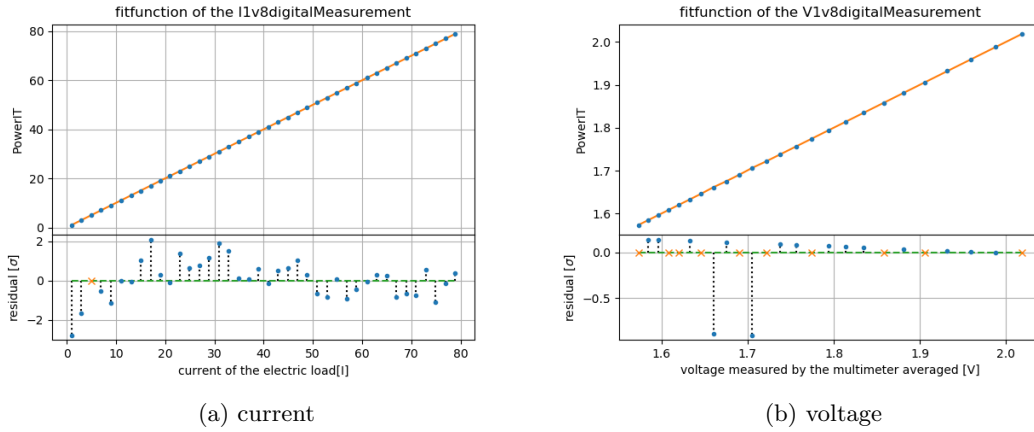 fitfunction of the I1v8digitalMeasurement
80
60
40
20
0
PowerIT
2
0
−2
residual [σ]
0 10 20 30 40 50 60 70 80
current of the electric load[I]
(a) current
fitfunction of the V1v8digitalMeasurement
2.0
1.9
1.8
1.7
1.6
PowerIT
0.0
−0.5
residual [σ]
1.6 1.7 1.8 1.9 2.0
voltage measured by the multimeter averaged [V]
(b) voltage